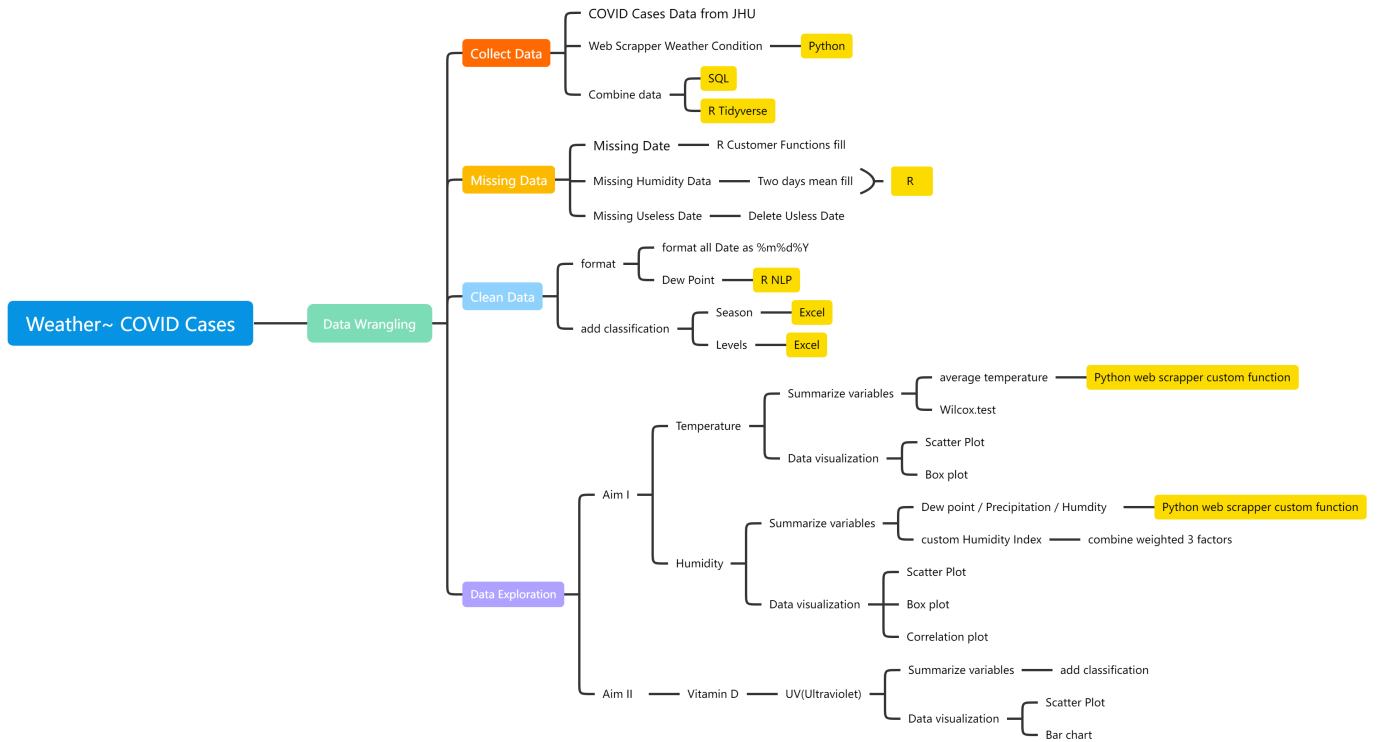 Weather~ COVID Cases
Data Wrangling
Collect Data
COVID Cases Data from JHU
Web Scrapper Weather Condition
Python
Combine data
SQL
R Tidyverse
Missing Data
Missing Date
R Customer Functions fill
Missing Humidity Data
Two days mean fill
R
Missing Useless Date
Delete Usless Date
Clean Data
format
format all Date as %m%d%Y
Dew Point
R NLP
add classification
Season
Excel
Levels
Excel
Data Exploration
Aim I
Temperature
Summarize variables
average temperature
Python web scrapper custom function
Wilcox.test
Data visualization
Scatter Plot
Box plot
Humidity
Summarize variables
Dew point / Precipitation / Humdity
Python web scrapper custom function
custom Humidity Index
combine weighted 3 factors
Data visualization
Scatter Plot
Box plot
Correlation plot
Aim II
Vitamin D
UV(Ultraviolet)
Summarize variables
add classification
Data visualization
Scatter Plot
Bar chart